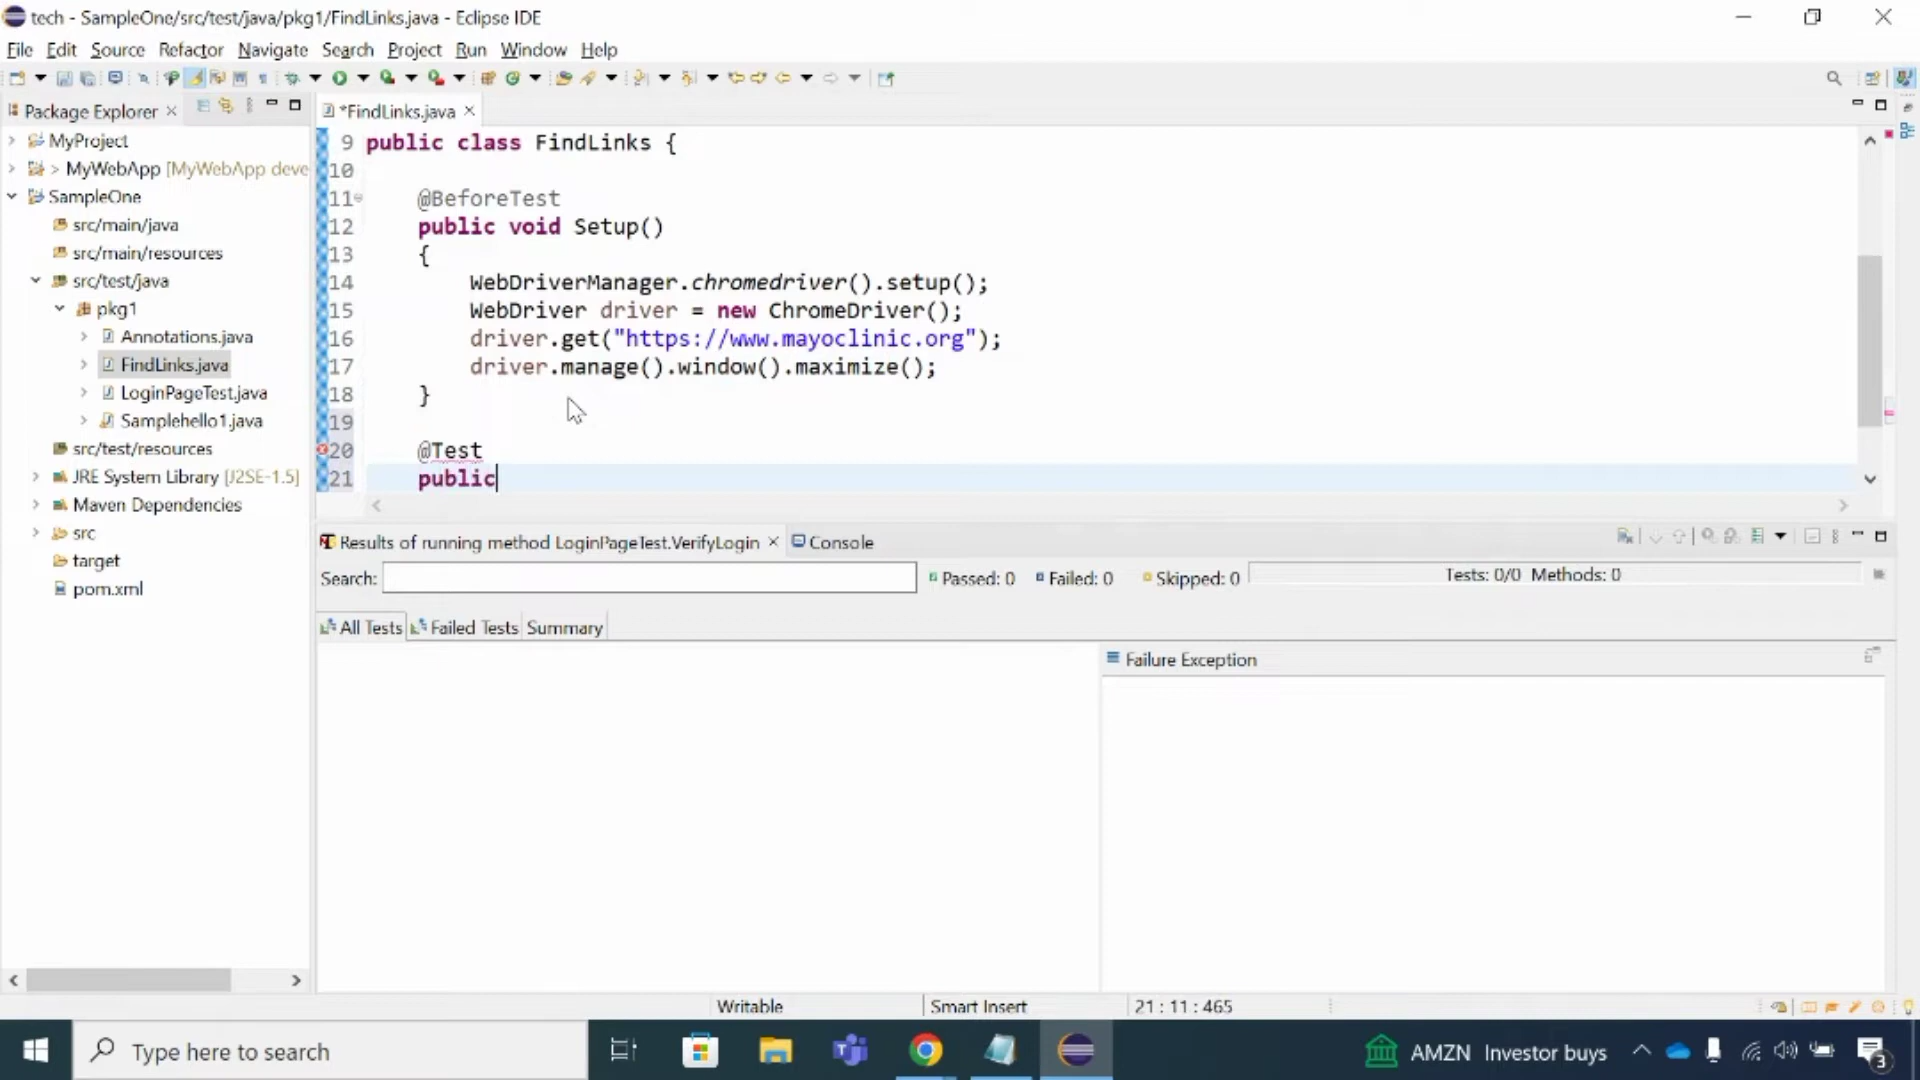 tech - SampleOne/src/test/java/pkg1/FindLinks.java - Eclipse IDE
File Edit Source Refactor Navigate Search Project Run Window Help
Package Explorer
*FindLinks.java
MyProject
> MyWebApp [MyWebApp deve
SampleOne
src/main/java
src/main/resources
src/test/java
pkg1
Annotations.java
FindLinks.java
LoginPageTest.java
Samplehello1.java
src/test/resources
JRE System Library [J2SE-1.5]
Maven Dependencies
src
target
pom.xml
9 public class FindLinks {
10
11 @BeforeTest
12 public void Setup()
13 {
14 WebDriverManager.chromedriver().setup();
15 WebDriver driver = new ChromeDriver();
16 driver.get("https://www.mayoclinic.org");
17 driver.manage().window().maximize();
18 }
19
20 @Test
21 public
Results of running method LoginPageTest.VerifyLogin Console
Search: Passed: 0 Failed: 0 Skipped: 0 Tests: 0/0 Methods: 0
All Tests Failed Tests Summary
Failure Exception
Writable Smart Insert 21 : 11 : 465
Type here to search
AMZN Investor buys
3